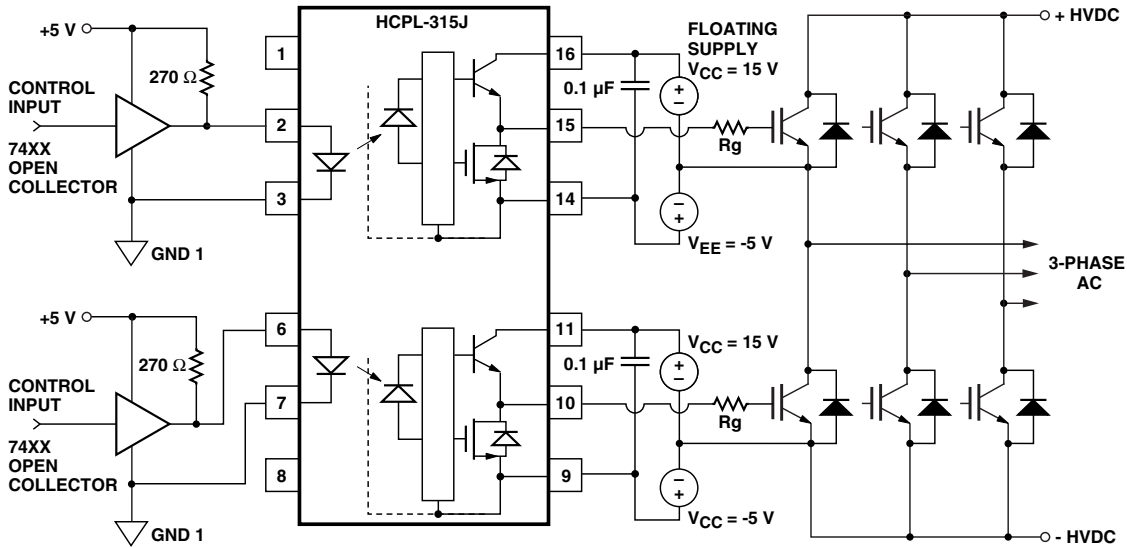 HCPL-315J
+5 V
270 Ω
CONTROL
INPUT
74XX
OPEN
COLLECTOR
GND 1
1
2
3
16
15
14
0.1 µF
FLOATING
SUPPLY
VCC = 15 V
+
−
Rg
−
+
VEE = -5 V
+ HVDC
3-PHASE
AC
+5 V
270 Ω
CONTROL
INPUT
74XX
OPEN
COLLECTOR
GND 1
6
7
8
11
10
9
0.1 µF
VCC = 15 V
+
−
Rg
−
+
VCC = -5 V
- HVDC